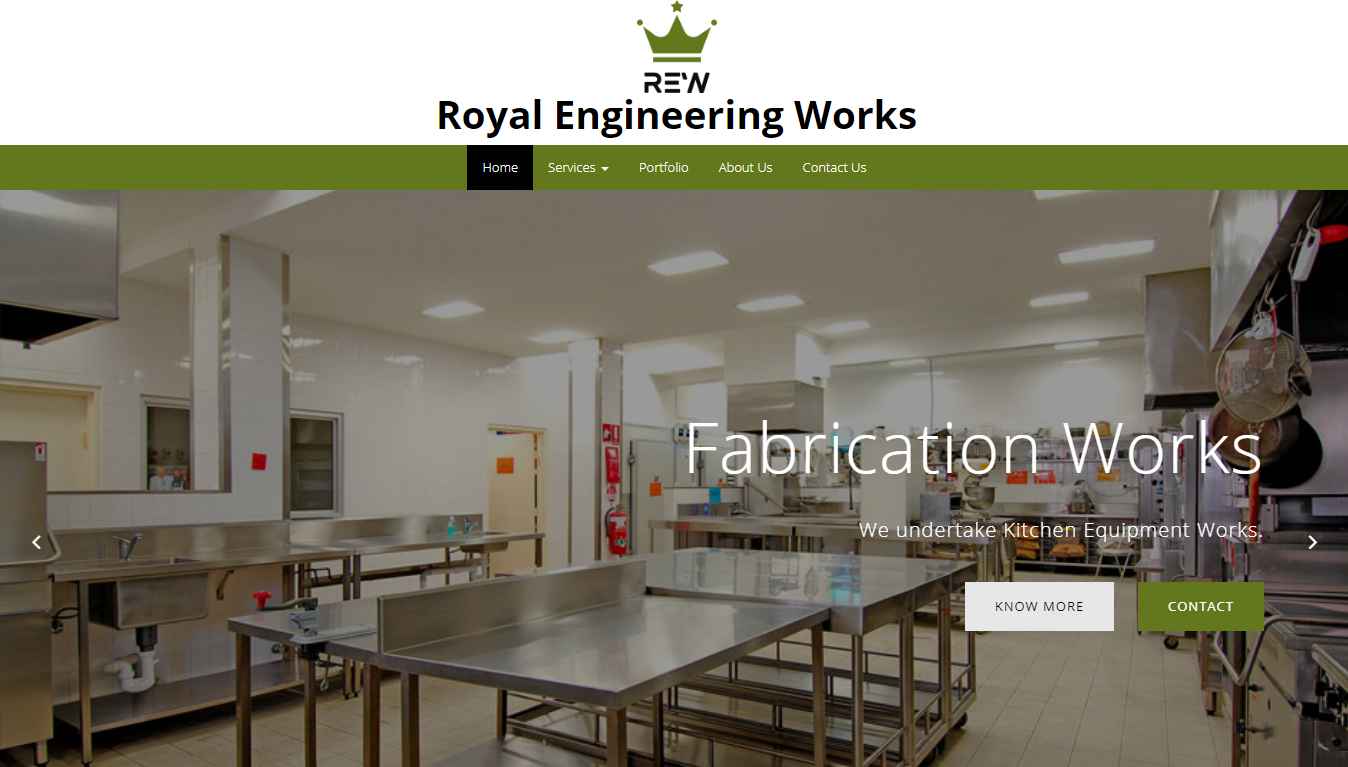 REW
Royal Engineering Works
Home Services Portfolio About Us Contact Us
Fabrication Works
We undertake Kitchen Equipment Works.
KNOW MORE CONTACT